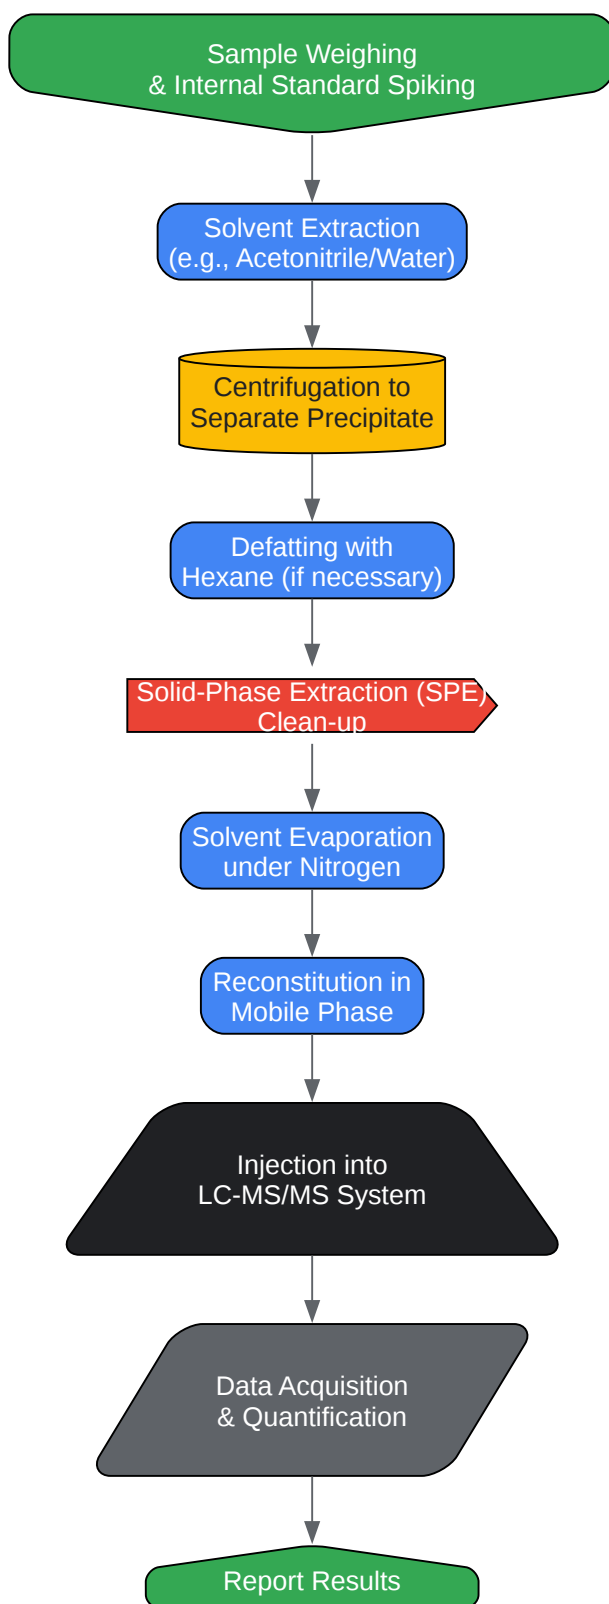 Sample Weighing
& Internal Standard Spiking
Solvent Extraction
(e.g., Acetonitrile/Water)
Centrifugation to
Separate Precipitate
Defatting with
Hexane (if necessary)
Solid-Phase Extraction (SPE)
Clean-up
Solvent Evaporation
under Nitrogen
Reconstitution in
Mobile Phase
Injection into
LC-MS/MS System
Data Acquisition
& Quantification
Report Results